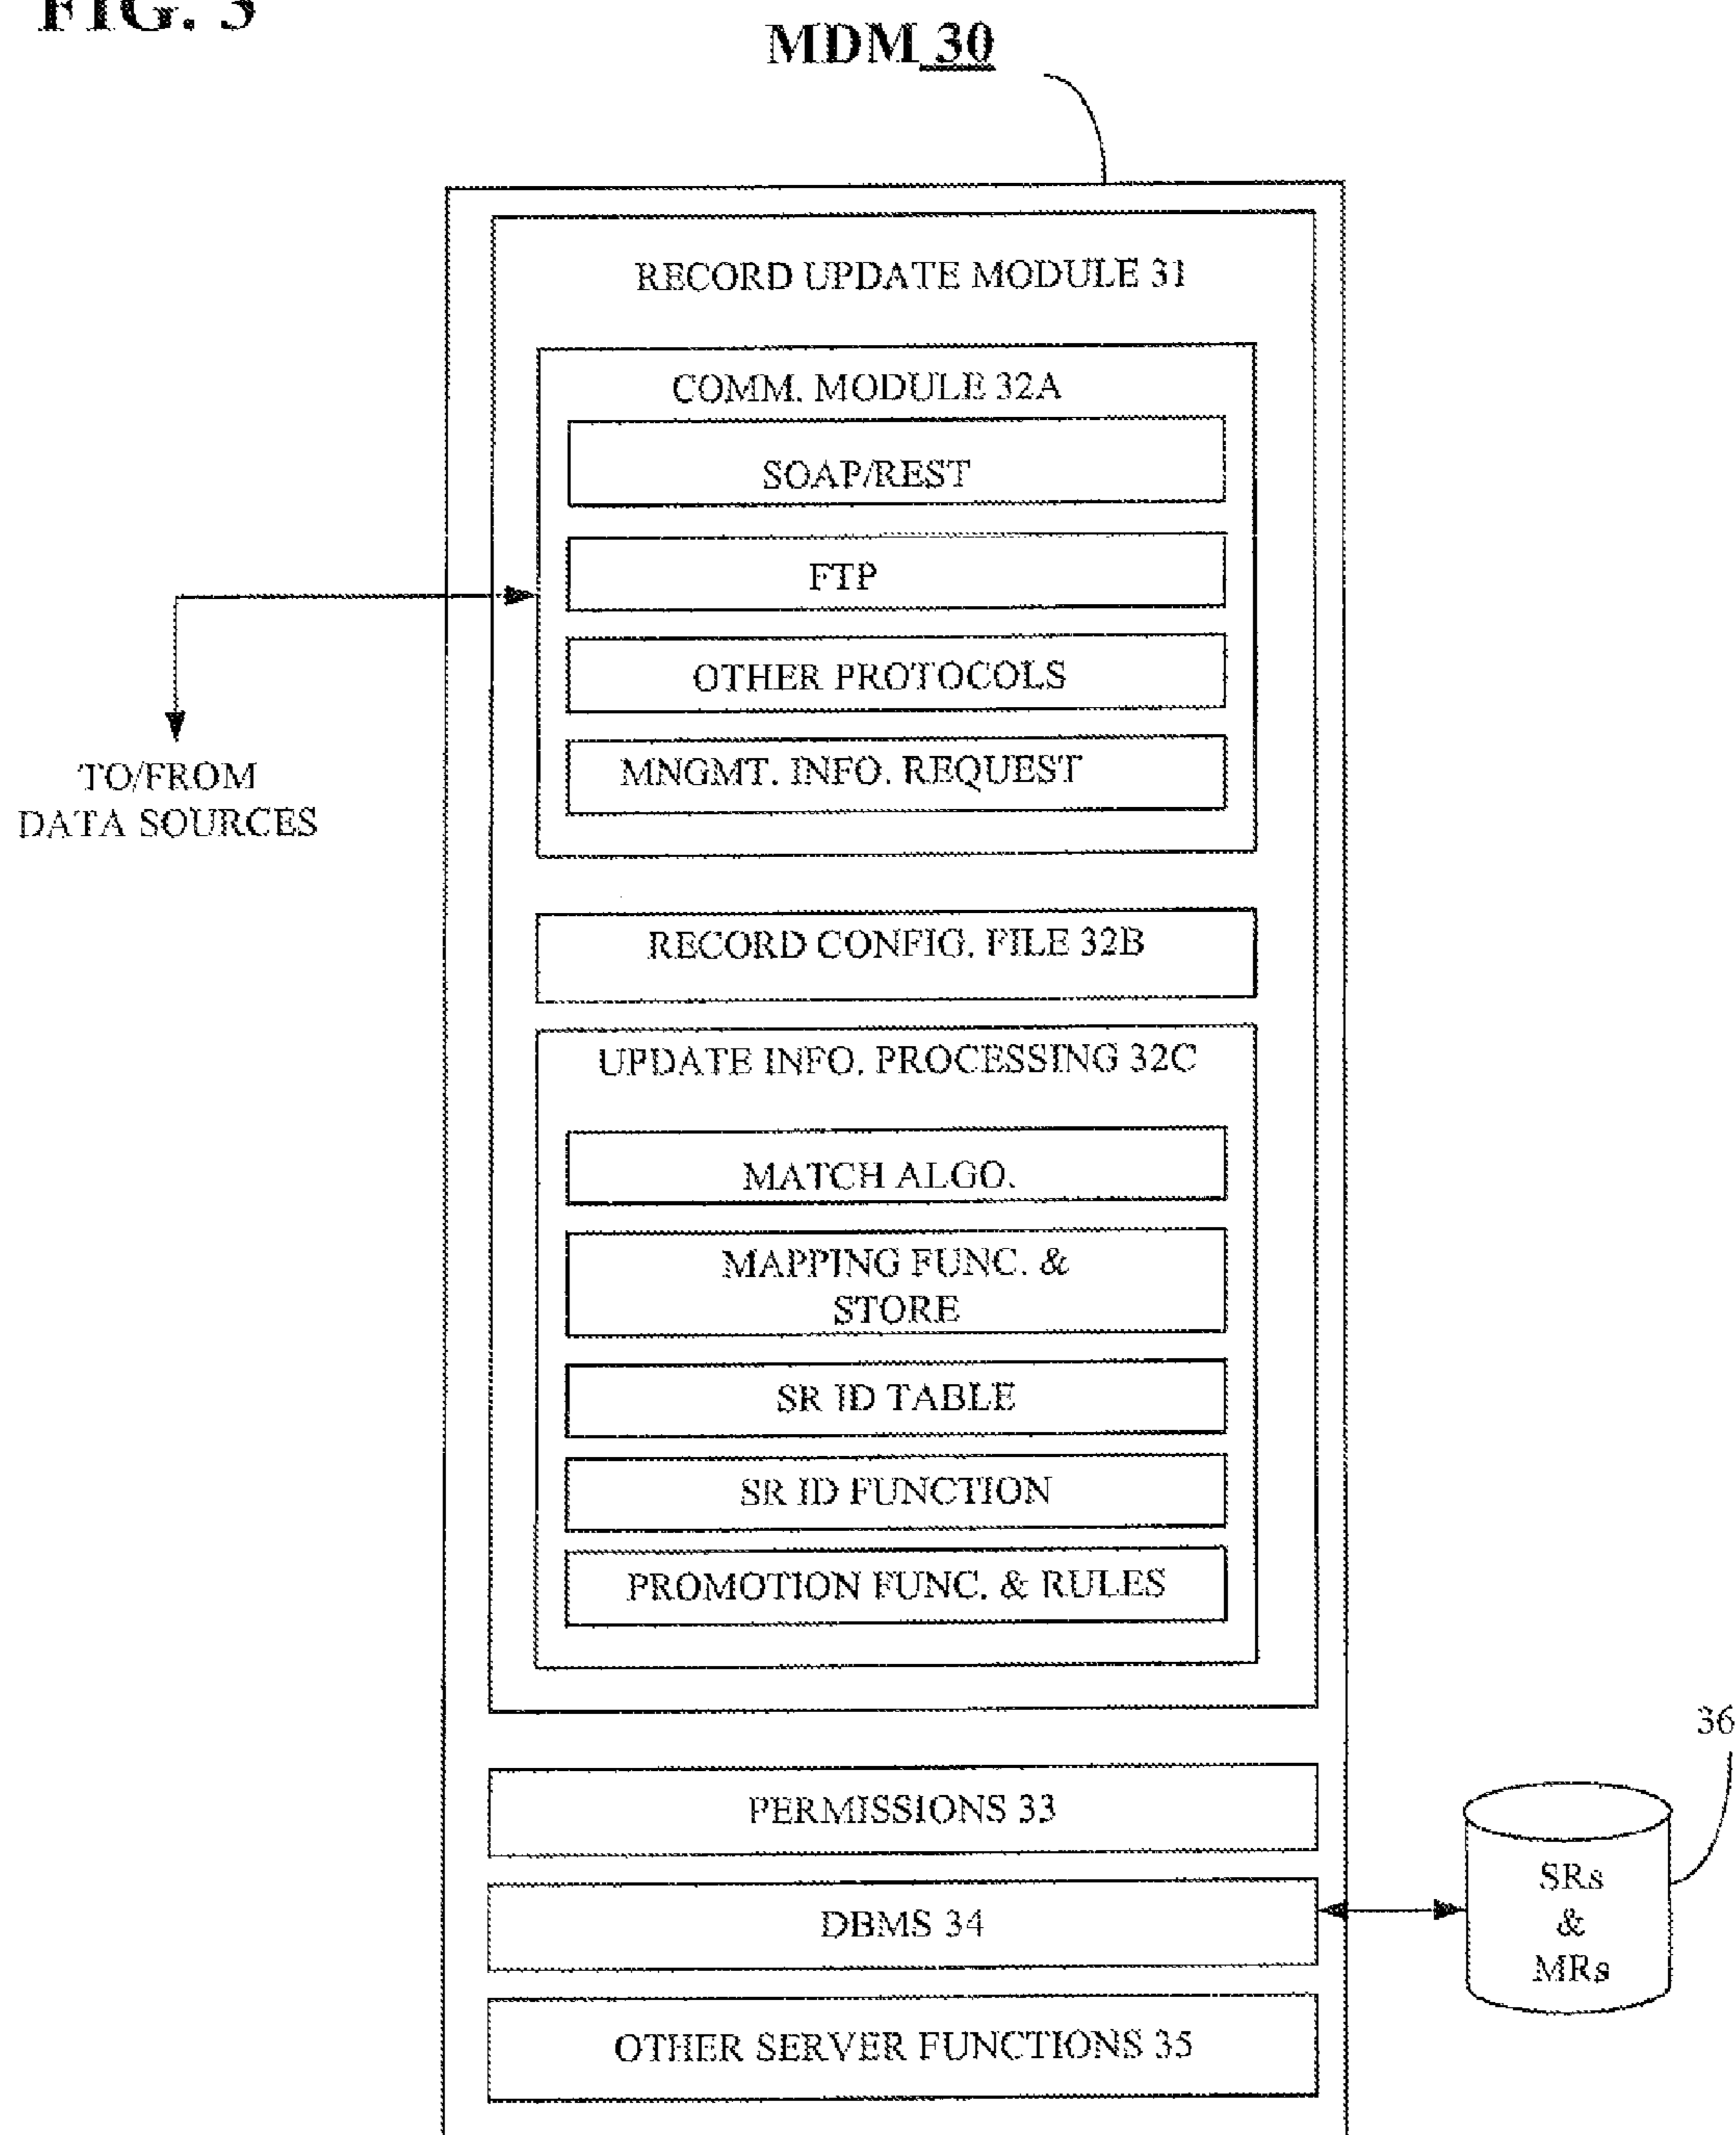 FIG. 3
MDM 30
RECORD UPDATE MODULE 31
COMM. MODULE 32A
SOAP/REST
FTP
OTHER PROTOCOLS
MNGMT. INFO. REQUEST
TO/FROM
DATA SOURCES
RECORD CONFIG. FILE 32B
UPDATE INFO. PROCESSING 32C
MATCH ALGO.
MAPPING FUNC. &
STORE
SR ID TABLE
SR ID FUNCTION
PROMOTION FUNC. & RULES
36
PERMISSIONS 33
DBMS 34
SRs
&
MRs
OTHER SERVER FUNCTIONS 35